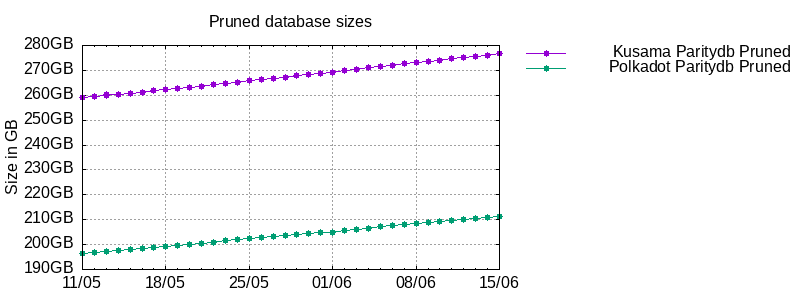 Pruned database sizes
280GB
270GB
260GB
250GB
240GB
230GB
220GB
210GB
200GB
190GB
Size in GB
11/05 18/05 25/05 01/06 08/06 15/06
Kusama Paritydb Pruned
Polkadot Paritydb Pruned